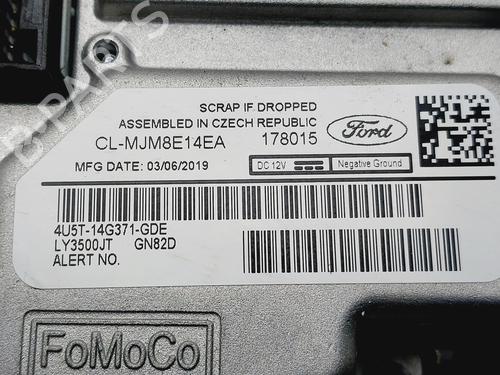 SCRAP IF DROPPED
ASSEMBLED IN CZECH REPUBLIC
CL-MJM8E14EA 178015
Ford
MFG DATE: 03/06/2019
DC 12V Negative Ground
4U5T-14G371-GDE
LY3500JT GN82D
ALERT NO.
FoMoCo
PARTS